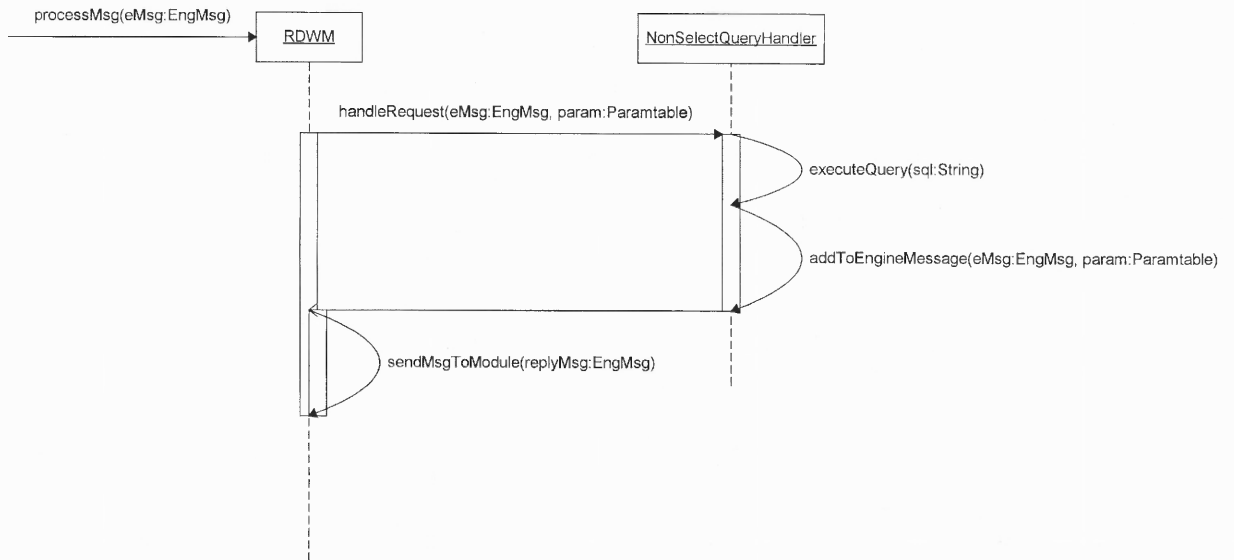 processMsg(eMsg:EngMsg)
RDWM
NonSelectQueryHandler
handleRequest(eMsg:EngMsg, param:Paramtable)
executeQuery(sql:String)
addToEngineMessage(eMsg:EngMsg, param:Paramtable)
sendMsgToModule(replyMsg:EngMsg)